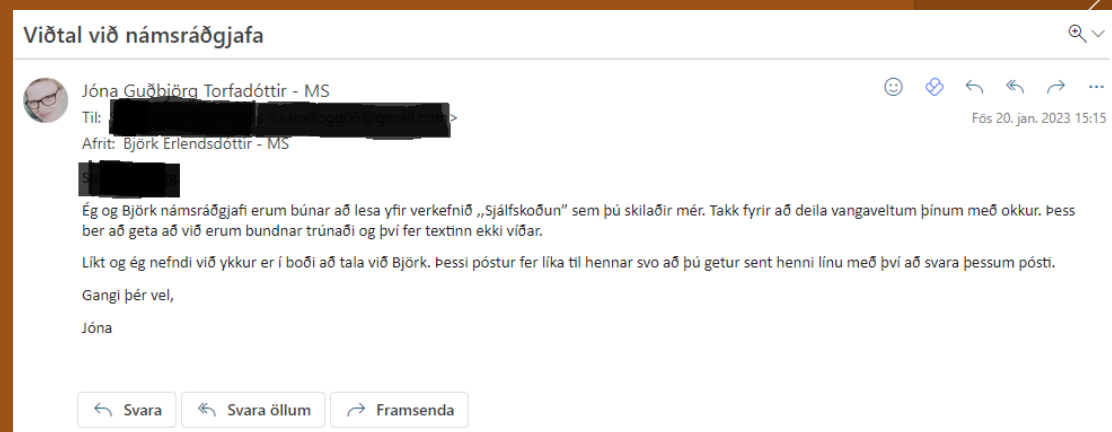 Viðtal við námsráðgjafa
Jóna Guðbjörg Torfadóttir - MS
Til:
Fös 20. jan. 2023 15:15
Afrit: Björk Erlendsdóttir - MS
Ég og Björk námsráðgjafi erum búnar að lesa yfir verkefnið ,,Sjálfskoðun” sem þú skilaðir mér. Takk fyrir að deila vangaveltum þínum með okkur. Þess
ber að geta að við erum bundnar trúnaði og því fer textinn ekki víðar.
Líkt og ég nefndi við ykkur er í boði að tala við Björk. Þessi póstur fer líka til hennar svo að þú getur sent henni línu með því að svara þessum pósti.
Gangi þér vel,
Jóna
Svara Svara öllum Framsenda